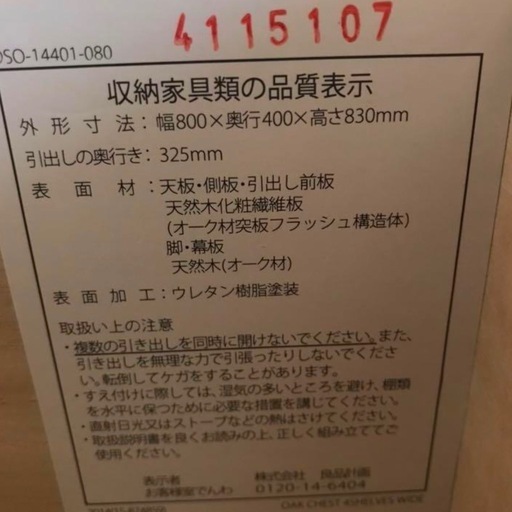 4115107
OSO-14401-080
収納家具類の品質表示
外形寸法：幅800×奥行400×高さ830mm
引出しの奥行き：325mm
表面材：天板・側板・引出し前板
天然木化粧繊維板
(オーク材突板フラッシュ構造体)
脚・幕板
天然木(オーク材)
表面加工：ウレタン樹脂塗装
取扱い上の注意
・複数の引き出しを同時に開けないでください。また、
引き出しを無理な力で引張ったりしないでくださ
い。転倒してケガをすることがあります。
・すえ付けに際しては、湿気の多いところを避け、棚類
を水平に保つために必要な措置を講じてください。
・直射日光又はストーブなどの熱はさけてください。
・取扱説明書を良くお読みの上、正しく組み立ててご
使用ください。
表示者 株式会社 良品計画
お客様室でんわ 0120-14-6404
OAK CHEST 4SHELVES WIDE